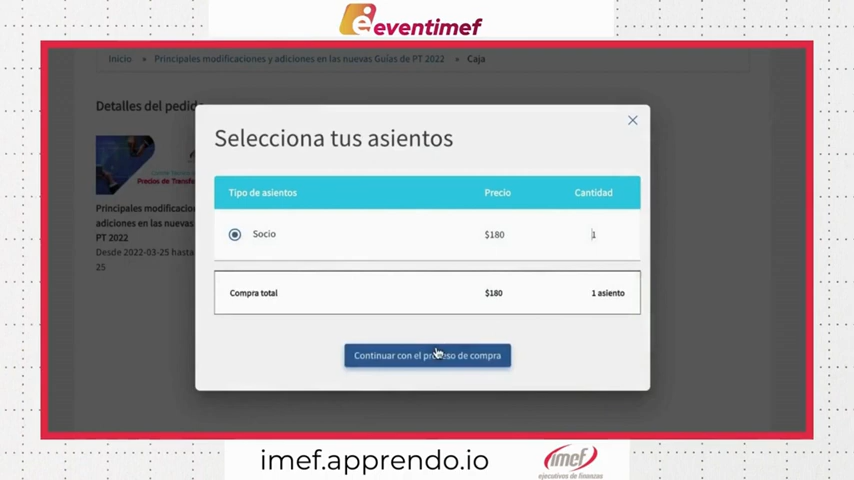 eventimef
Inicio » Principales modificaciones y adiciones en las nuevas Guías de PT 2022 » Caja
Detalles del pedido
Selecciona tus asientos
Tipo de asientos Precio Cantidad
Socio $180 1
Compra total $180 1 asiento
Continuar con el proceso de compra
Precios de Transfe
Principales modificacio
adiciones en las nuevas
PT 2022
Desde 2022-03-25 hasta
25
imef.apprendo.io
imef
ejecutivos de finanzas